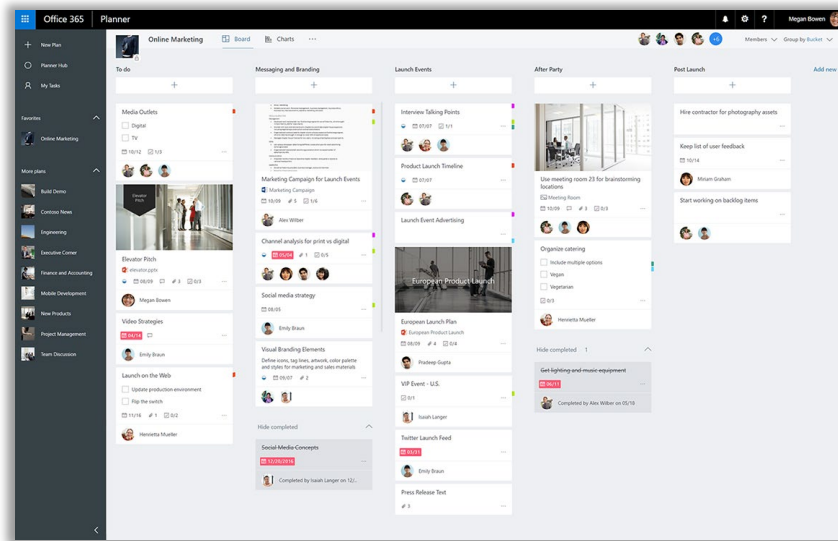 Office 365
Planner
?
Megan Bowen
New Plan
Planner Hub
My Tasks
Favorites
Online Marketing
More plans
Build Demo
Contoso News
Engineering
Executive Corner
Finance and Accounting
Mobile Development
New Products
Project Management
Team Discussion
Online Marketing
Board
Charts
+6
Members
Group by Bucket
To do
Media Outlets
Digital
TV
10/12 1/3
Elevator
Pitch
Elevator Pitch
elevator.pptx
08/09 3 0/3
Megan Bowen
Video Strategies
04/14
Emily Braun
Launch on the Web
Update production environment
Flip the switch
11/16 1 0/2
Henrietta Mueller
Messaging and Branding
Marketing Campaign for Launch Events
Marketing Campaign
10/09 5 1/6
Alex Wilber
Channel analysis for print vs digital
05/04 1 0/5
Social media strategy
08/05
Emily Braun
Visual Branding Elements
Define icons, tag lines, artwork, color palette
and styles for marketing and sales materials
09/07 2
Hide completed
Social Media Concepts
12/29/2016
Completed by Isaiah Langer on 12/..
Launch Events
Interview Talking Points
07/07 1/1
Product Launch Timeline
07/07
Launch Event Advertising
European Product Launch
European Launch Plan
European Product Launch
08/09 4 0/4
Pradeep Gupta
VIP Event - U.S.
0/1
Isaiah Langer
Twitter Launch Feed
03/31
Emily Braun
Press Release Text
3
After Party
Use meeting room 23 for brainstorming
locations
Meeting Room
10/09 3 0/3
Organize catering
Include multiple options
Vegan
Vegetarian
0/3
Henrietta Mueller
Hide completed 1
Get lighting and music equipment
06/11
Completed by Alex Wilber on 05/10
Post Launch
Hire contractor for photography assets
Keep list of user feedback
10/14
Miriam Graham
Start working on backlog items
Add new